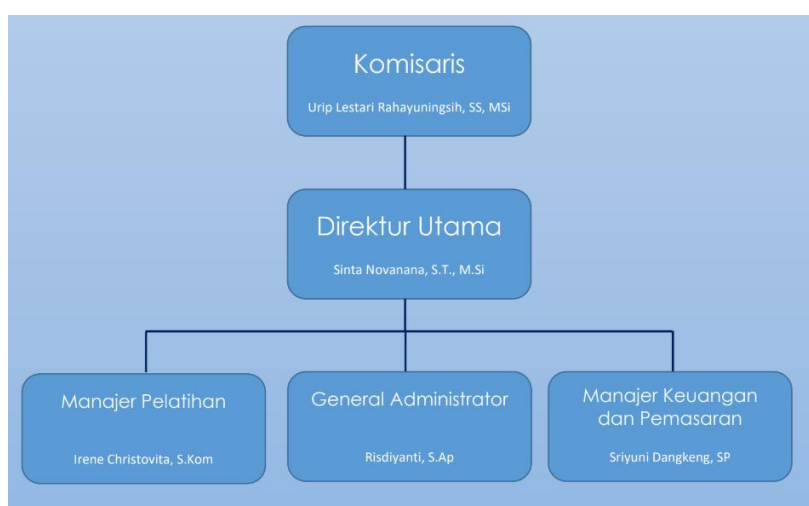 Komisaris
Urip Lestari Rahayuningsih, SS, MSi
Direktur Utama
Sinta Novanana, S.T., M.Si
Manajer Pelatihan
Irene Christovita, S.Kom
General Administrator
Risdiyanti, S.Ap
Manajer Keuangan
dan Pemasaran
Sriyuni Dangkeng, SP